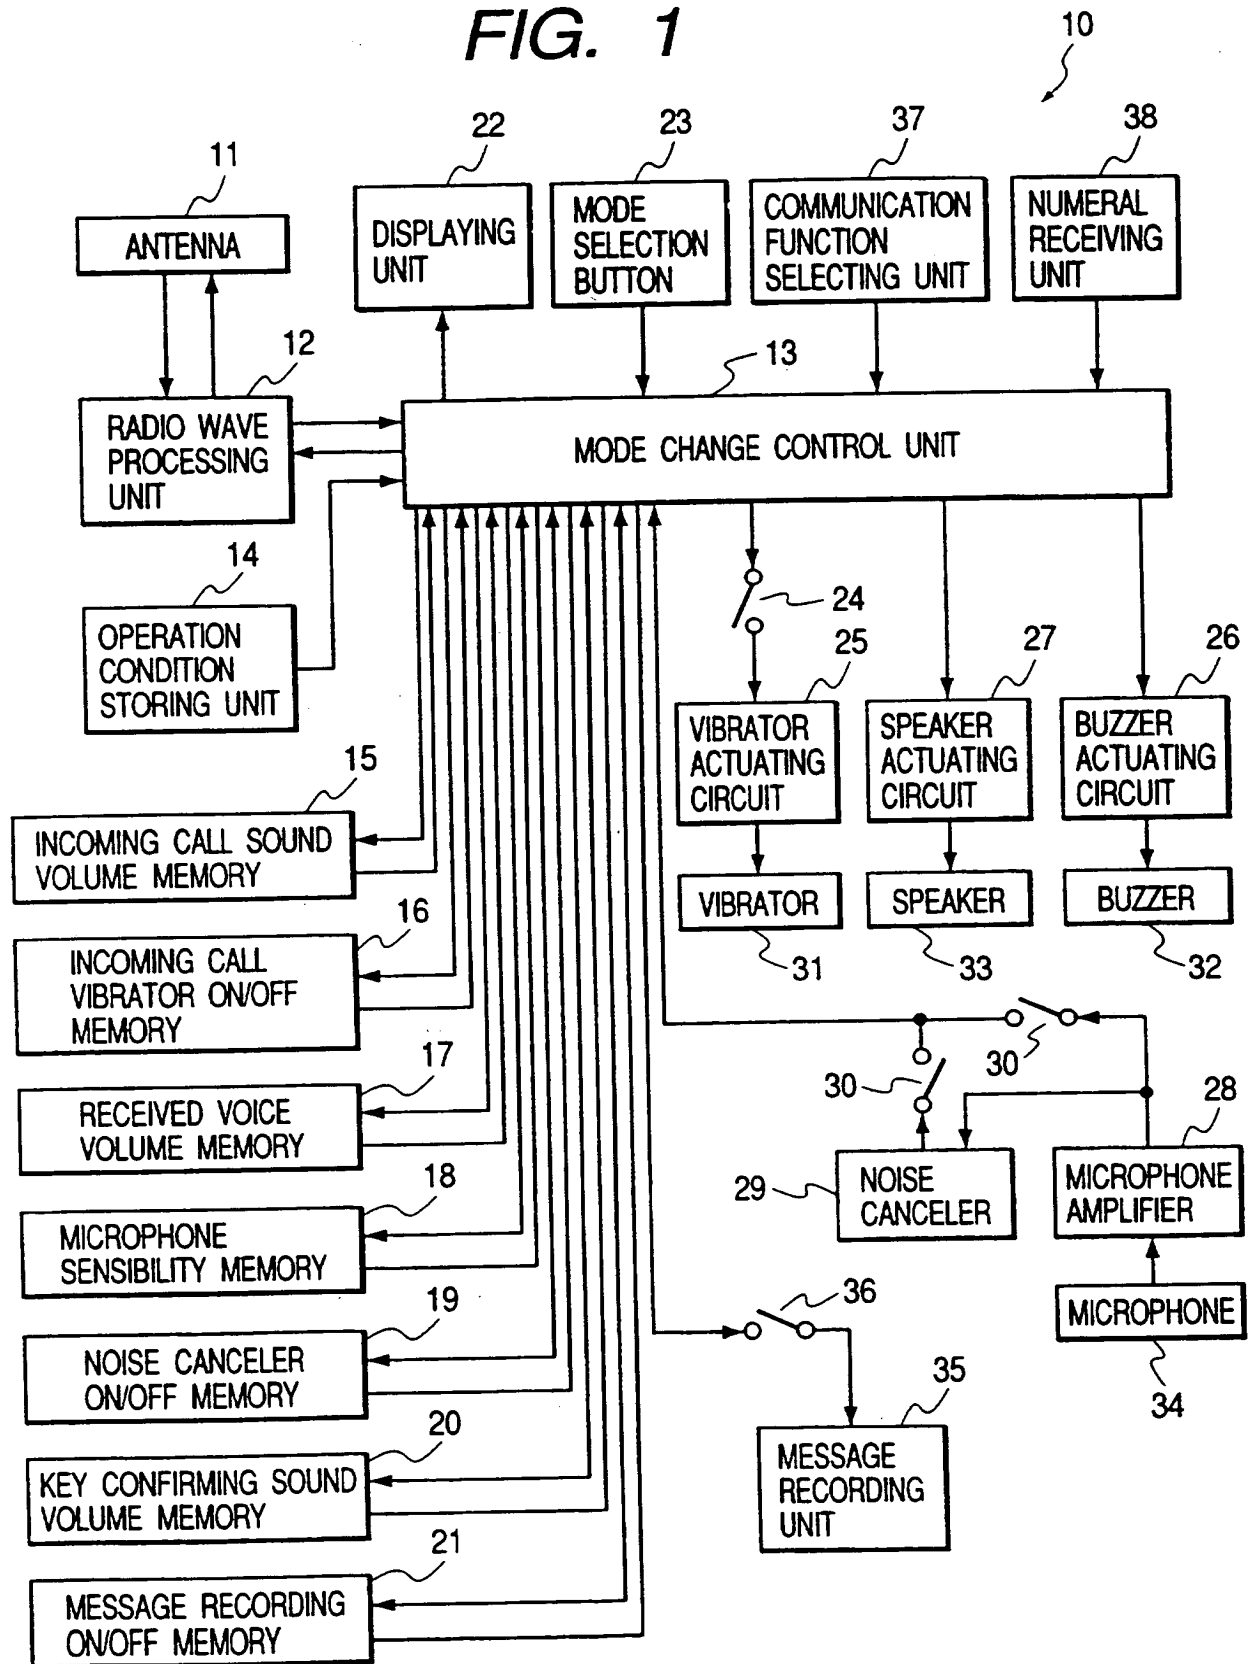 FIG. 1
10
22
23
37
38
11
ANTENNA
DISPLAYING
UNIT
MODE
SELECTION
BUTTON
COMMUNICATION
FUNCTION
SELECTING UNIT
NUMERAL
RECEIVING
UNIT
12
13
RADIO WAVE
PROCESSING
UNIT
MODE CHANGE CONTROL UNIT
14
OPERATION
CONDITION
STORING UNIT
24
25
27
26
VIBRATOR
ACTUATING
CIRCUIT
SPEAKER
ACTUATING
CIRCUIT
BUZZER
ACTUATING
CIRCUIT
15
INCOMING CALL SOUND
VOLUME MEMORY
VIBRATOR
SPEAKER
BUZZER
31
33
32
16
INCOMING CALL
VIBRATOR ON/OFF
MEMORY
30
30
17
RECEIVED VOICE
VOLUME MEMORY
28
29
NOISE
CANCELER
MICROPHONE
AMPLIFIER
18
MICROPHONE
SENSIBILITY MEMORY
36
MICROPHONE
34
19
NOISE CANCELER
ON/OFF MEMORY
35
MESSAGE
RECORDING
UNIT
20
KEY CONFIRMING SOUND
VOLUME MEMORY
21
MESSAGE RECORDING
ON/OFF MEMORY